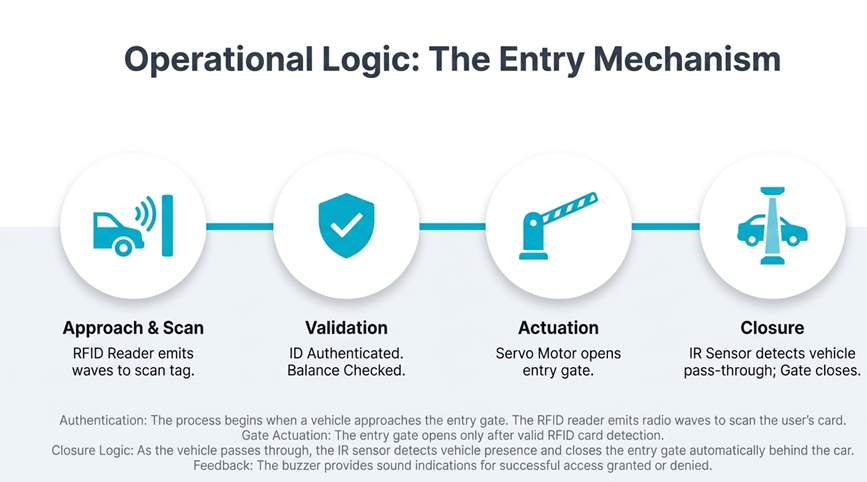 Operational Logic: The Entry Mechanism
Approach & Scan
RFID Reader emits
waves to scan tag.
Validation
ID Authenticated.
Balance Checked.
Actuation
Servo Motor opens
entry gate.
Closure
IR Sensor detects vehicle
pass-through; Gate closes.
Authentication: The process begins when a vehicle approaches the entry gate. The RFID reader emits radio waves to scan the user's card.
Gate Actuation: The entry gate opens only after valid RFID card detection.
Closure Logic: As the vehicle passes through, the IR sensor detects vehicle presence and closes the entry gate automatically behind the car.
Feedback: The buzzer provides sound indications for successful access granted or denied.